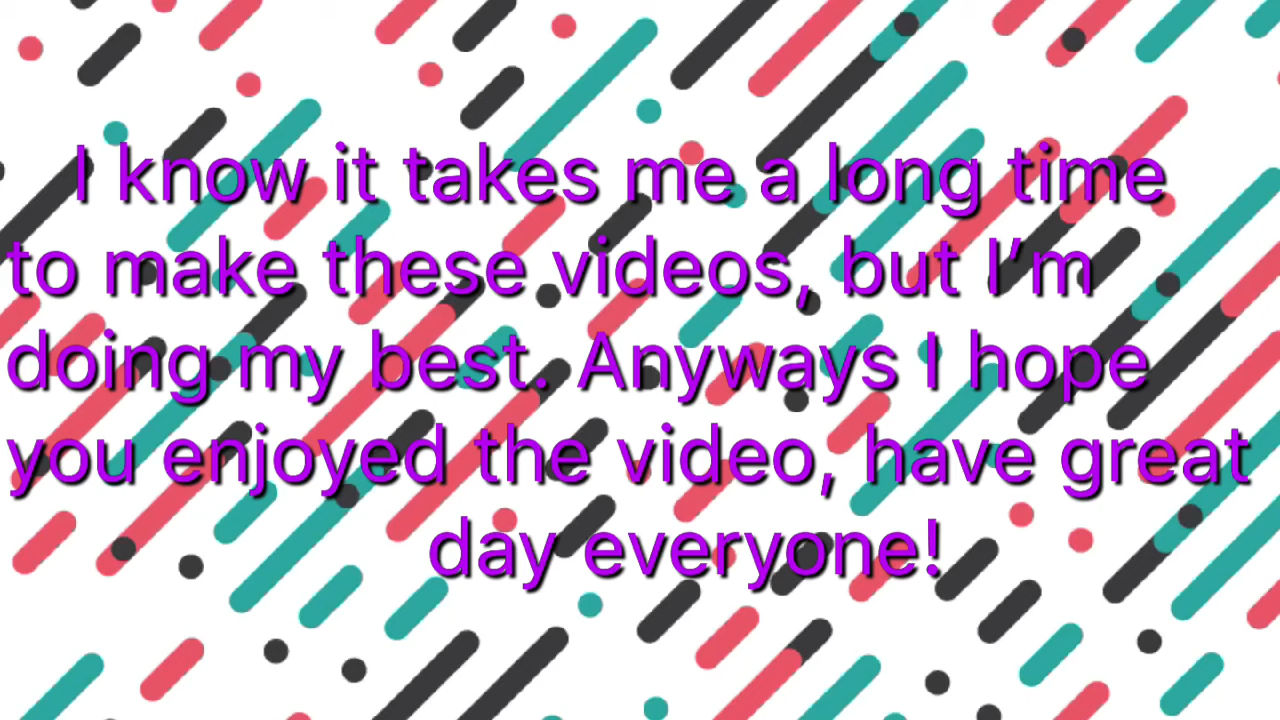 I know it takes me a long time
to make these videos, but I’m
doing my best. Anyways I hope
you enjoyed the video, have great
day everyone!